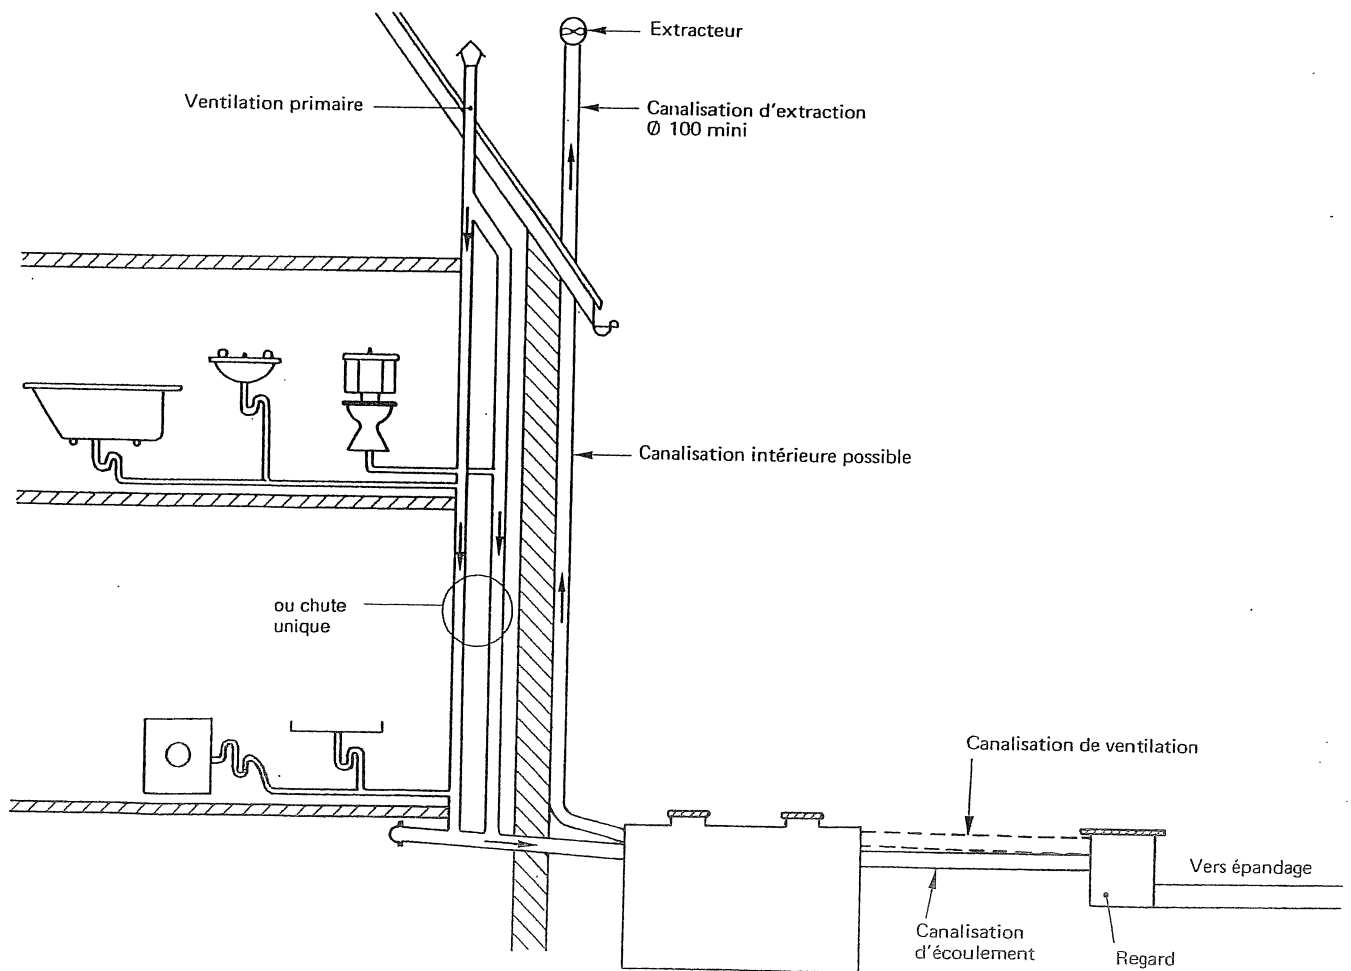 Extracteur
Ventilation primaire
Canalisation d'extraction
Ø 100 mini
Canalisation intérieure possible
ou chute
unique
Canalisation de ventilation
Vers épandage
Canalisation
d'écoulement
Regard